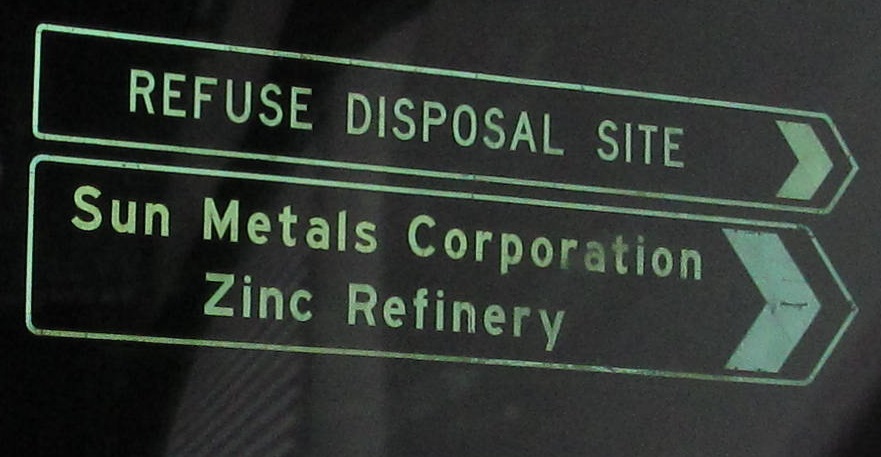 REFUSE DISPOSAL SITE
Sun Metals Corporation
Zinc Refinery